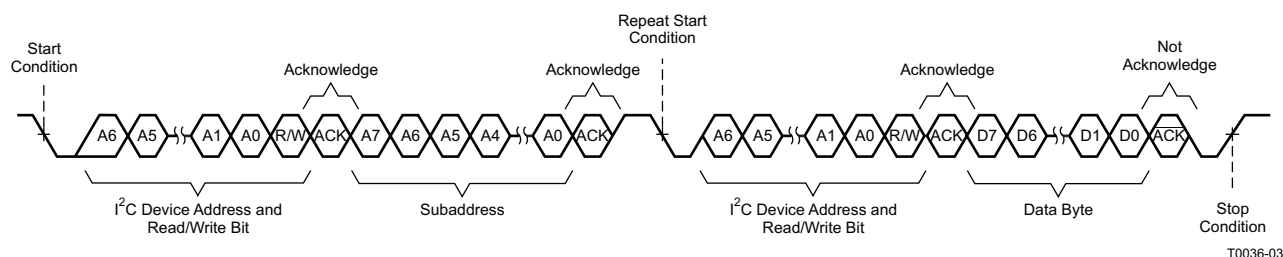 Start
Condition
Acknowledge
Acknowledge
Repeat Start
Condition
Acknowledge
Not
Acknowledge
A6 A5 A1 A0 R/W ACK A7 A6 A5 A4 A0 ACK A6 A5 A1 A0 R/W ACK D7 D6 D1 D0 ACK
I²C Device Address and
Read/Write Bit
Subaddress
I²C Device Address and
Read/Write Bit
Data Byte
Stop
Condition
T0036-03